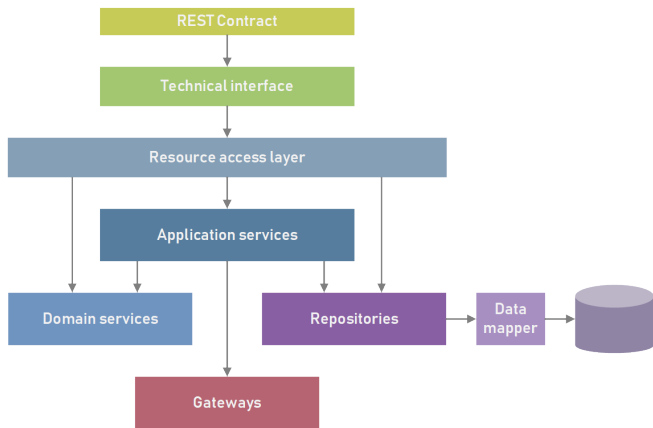 REST Contract
Technical interface
Resource access layer
Application services
Domain services
Repositories
Data
mapper
Gateways